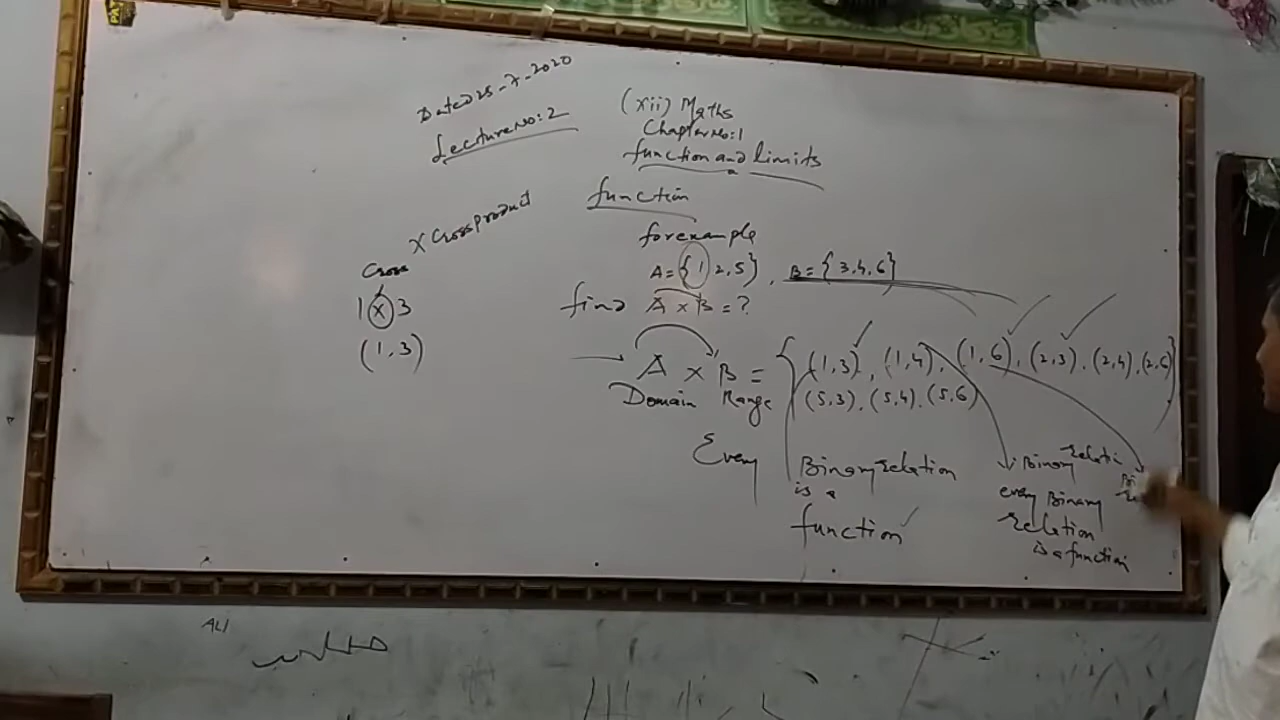 Dated 25-7-2020
Lecture No: 2
(xii) Maths
Chapter No: 1
function and limits
function
X Cross product
for example
Cross
A = {1, 2, 5}, B = {3, 4, 6}
1 x 3
find A x B = ?
(1, 3)
A x B = { (1, 3), (1, 4), (1, 6), (2, 3), (2, 4), (2, 6)
Domain Range (5, 3), (5, 4), (5, 6)
Every Binary relation
is a
function
Binary relati
every Binary
relation
is a function
ALI